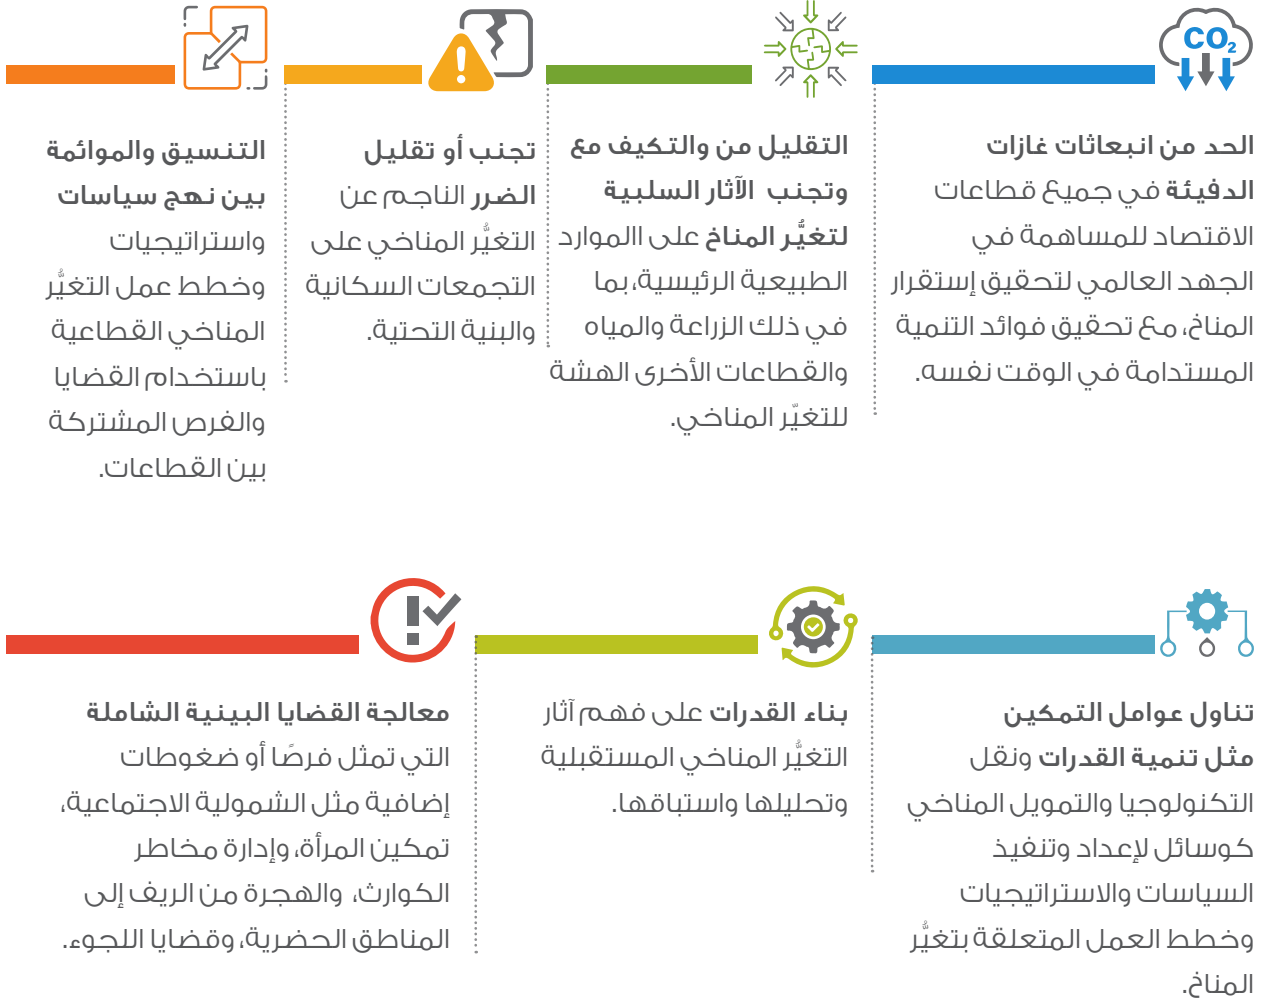 CO2
الحد من انبعاثات غازات
الدفيئة في جميع قطاعات
الاقتصاد للمساهمة في
الجهد العالمي لتحقيق إستقرار
المناخ، مع تحقيق فوائد التنمية
المستدامة في الوقت نفسه.
التقليل من والتكيف مع
وتجنب الآثار السلبية
لتغيُّر المناخ على االموارد
الطبيعية الرئيسية، بما
في ذلك الزراعة والمياه
والقطاعات الأخرى الهشة
للتغيّر المناخي.
تجنب أو تقليل
الضرر الناجم عن
التغيُّر المناخي على
التجمعات السكانية
والبنية التحتية.
التنسيق والموائمة
بين نهج سياسات
واستراتيجيات
وخطط عمل التغيُّر
المناخي القطاعية
باستخدام القضايا
والفرص المشتركة
بين القطاعات.
تناول عوامل التمكين
مثل تنمية القدرات ونقل
التكنولوجيا والتمويل المناخي
كوسائل لإعداد وتنفيذ
السياسات والاستراتيجيات
وخطط العمل المتعلقة بتغيُّر
المناخ.
بناء القدرات على فهم آثار
التغيُّر المناخي المستقبلية
وتحليلها واستباقها.
معالجة القضايا البينية الشاملة
التي تمثل فرصًا أو ضغوطات
إضافية مثل الشمولية الاجتماعية،
تمكين المرأة، وإدارة مخاطر
الكوارث، والهجرة من الريف إلى
المناطق الحضرية، وقضايا اللجوء.